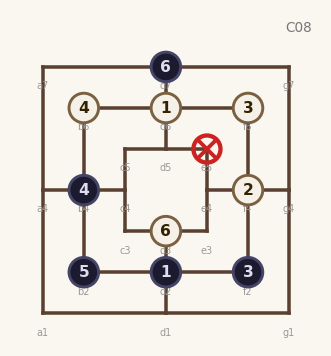 C08
6
a7 d7 g7
4 1 3
b6 d6 f6
c5 d5 e5
4 2
a4 b4 c4 e4 f4 g4
6
c3 d3 e3
5 1 3
b2 d2 f2
a1 d1 g1